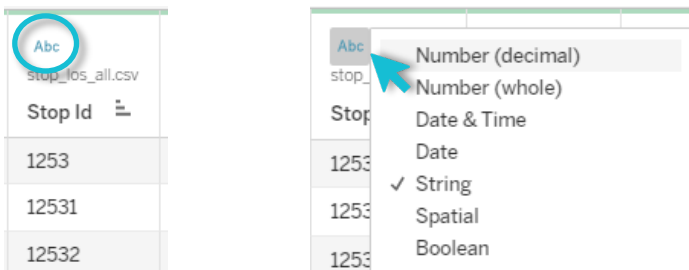 Abc
stop_los_all.csv
Stop Id
1253
12531
12532
Abc
stop_
Stop
1253
1253
1253
Number (decimal)
Number (whole)
Date & Time
Date
✓ String
Spatial
Boolean